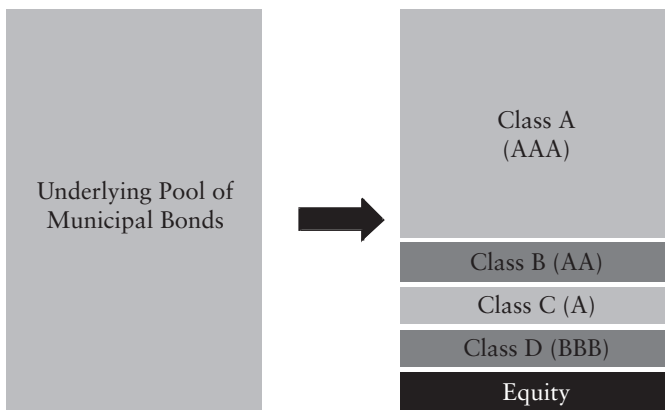 Underlying Pool of
Municipal Bonds
Class A
(AAA)
Class B (AA)
Class C (A)
Class D (BBB)
Equity